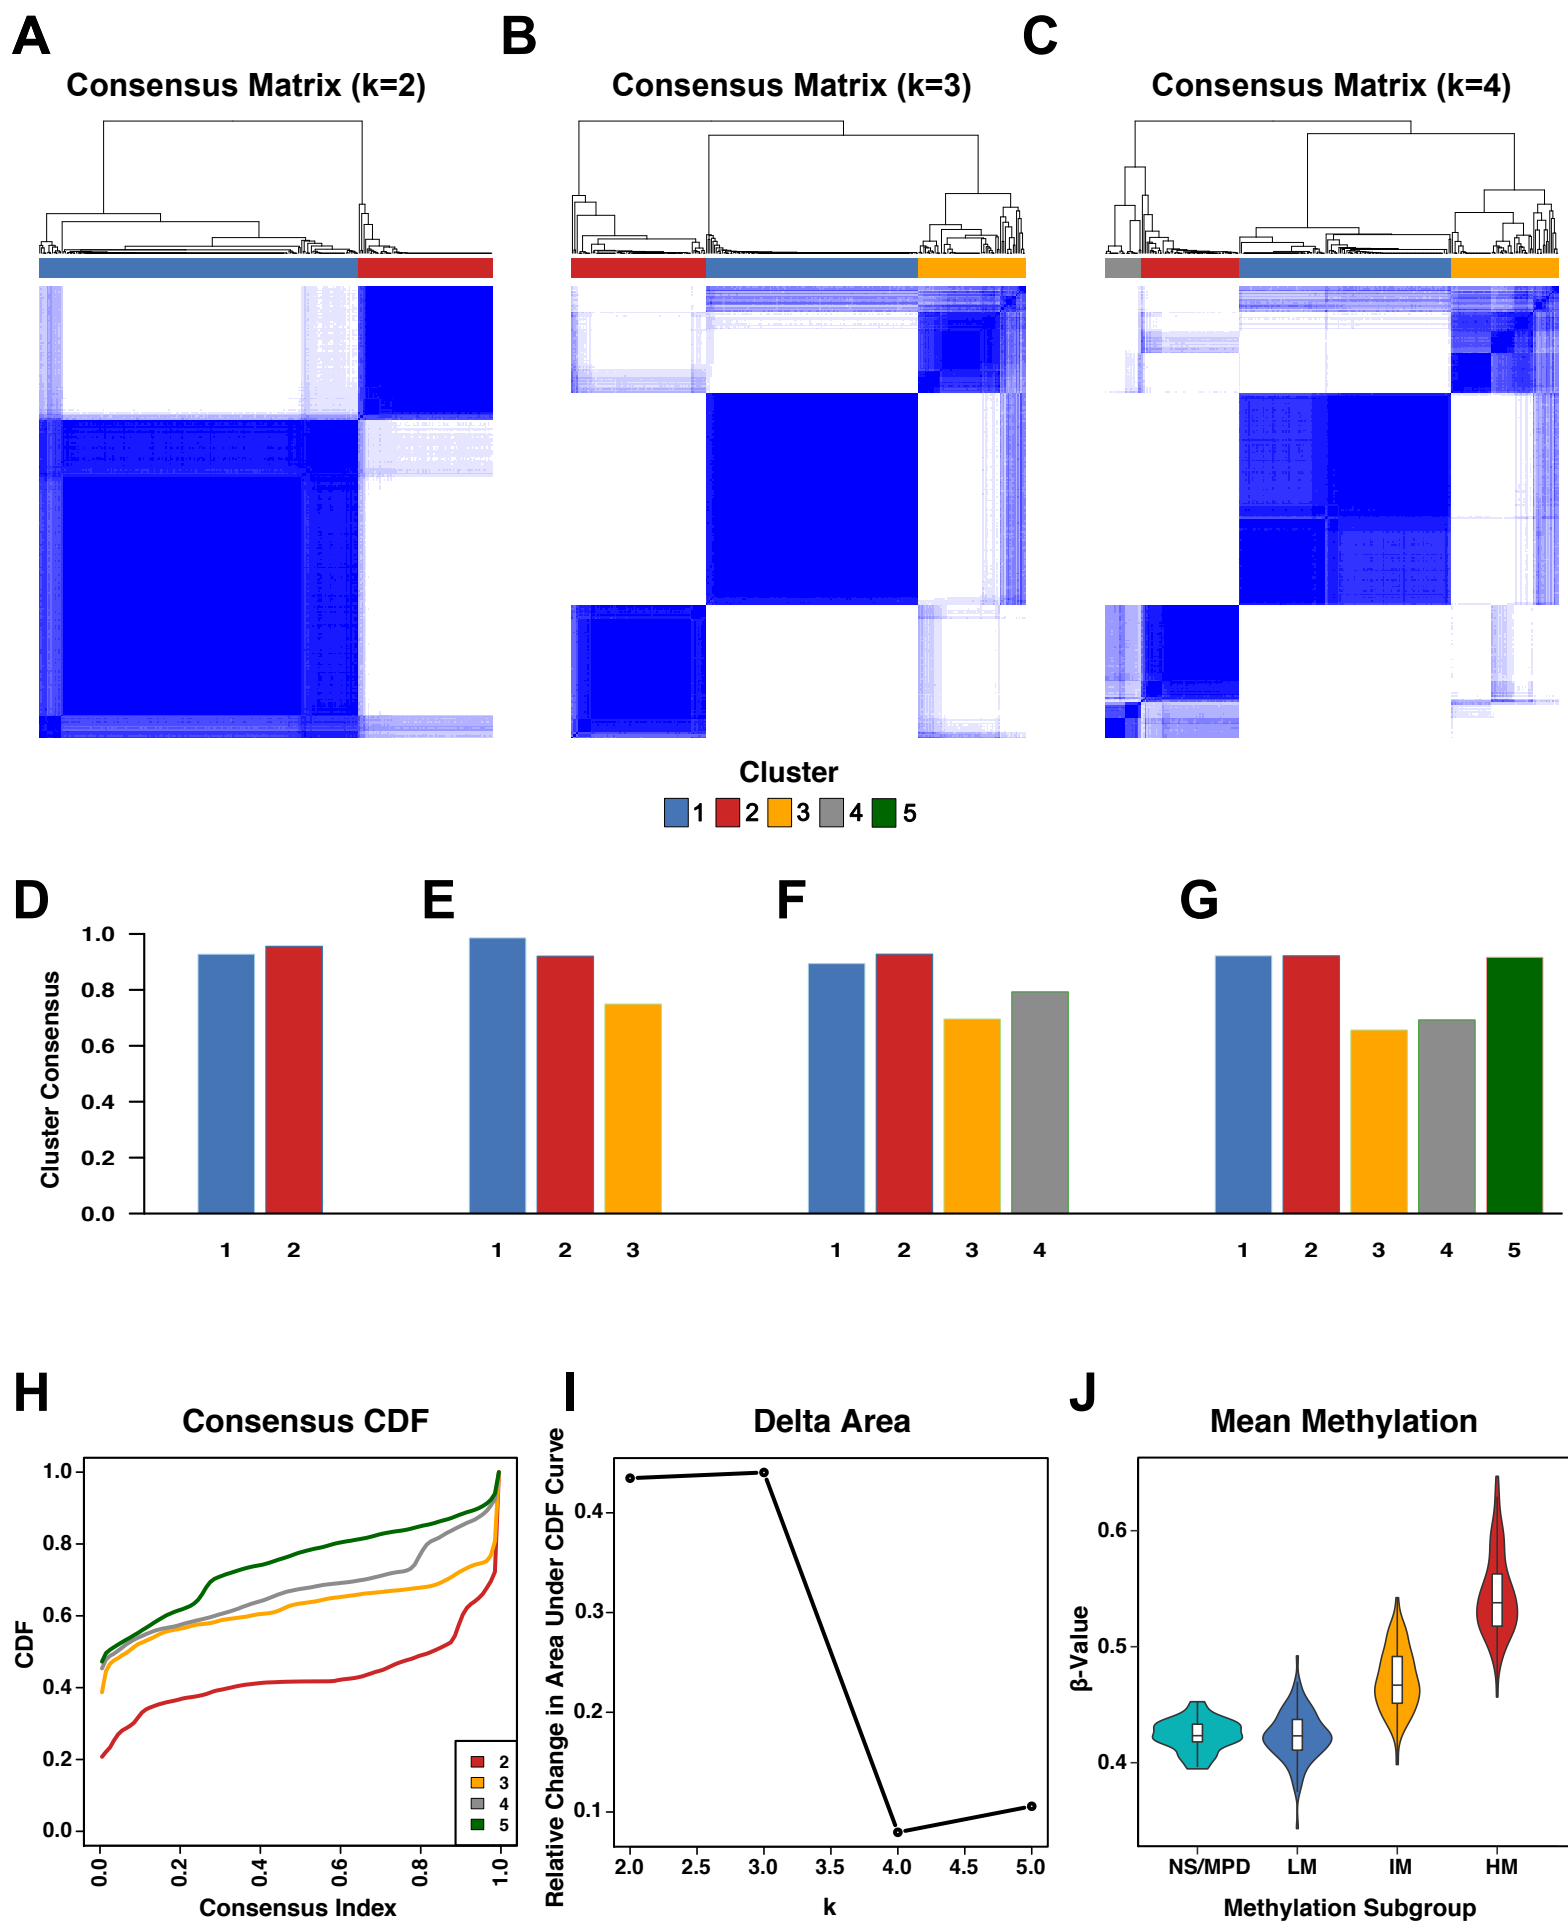 A B C
Consensus Matrix (k=2) Consensus Matrix (k=3) Consensus Matrix (k=4)
Cluster
1 2 3 4 5
D E F G
Cluster Consensus
1.0
0.8
0.6
0.4
0.2
0.0
1 2 1 2 3 1 2 3 4 1 2 3 4 5
H
Consensus CDF
CDF
1.0
0.8
0.6
0.4
0.2
0.0
2
3
4
5
0.0 0.2 0.4 0.6 0.8 1.0
Consensus Index
I
Delta Area
Relative Change in Area Under CDF Curve
0.4
0.3
0.2
0.1
2.0 2.5 3.0 3.5 4.0 4.5 5.0
k
J
Mean Methylation
β-Value
0.6
0.5
0.4
NS/MPD LM IM HM
Methylation Subgroup